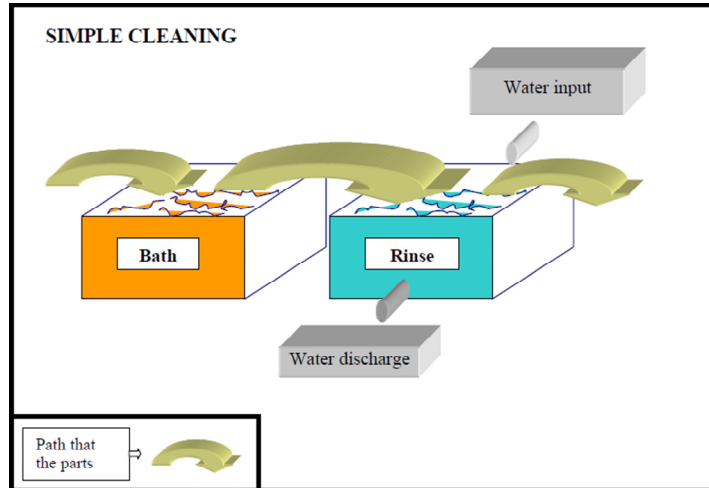 SIMPLE CLEANING
Water input
Bath
Rinse
Water discharge
Path that
the parts